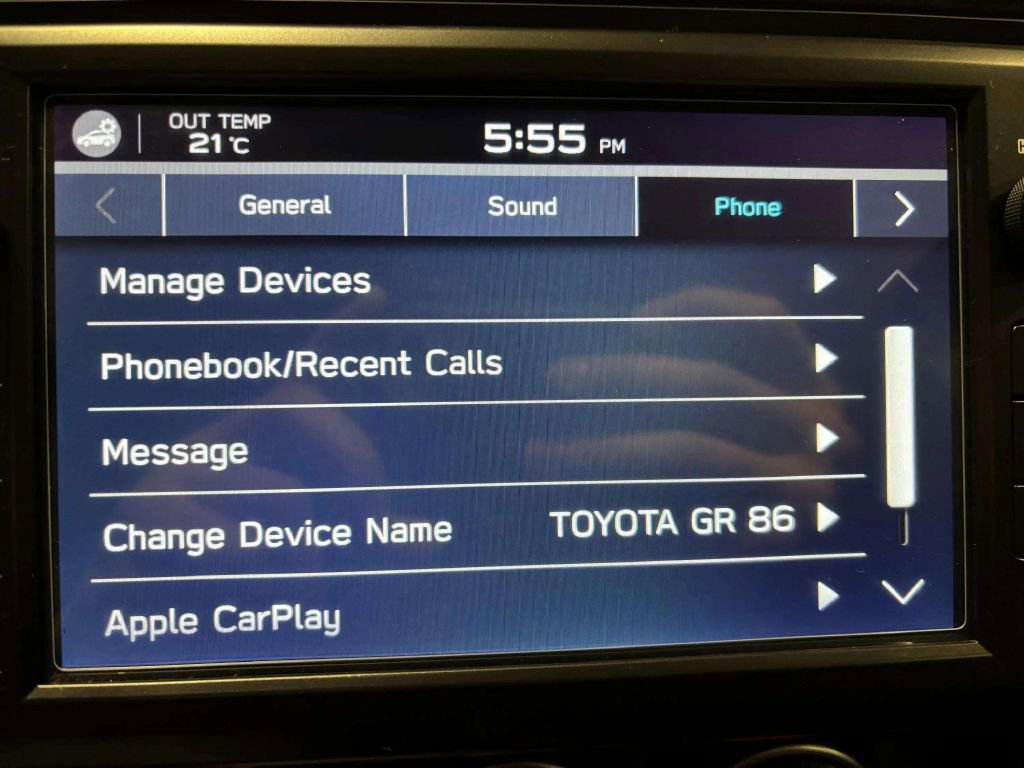 OUT TEMP
21°C
5:55 PM
General
Sound
Phone
Manage Devices
Phonebook/Recent Calls
Message
Change Device Name TOYOTA GR 86
Apple CarPlay